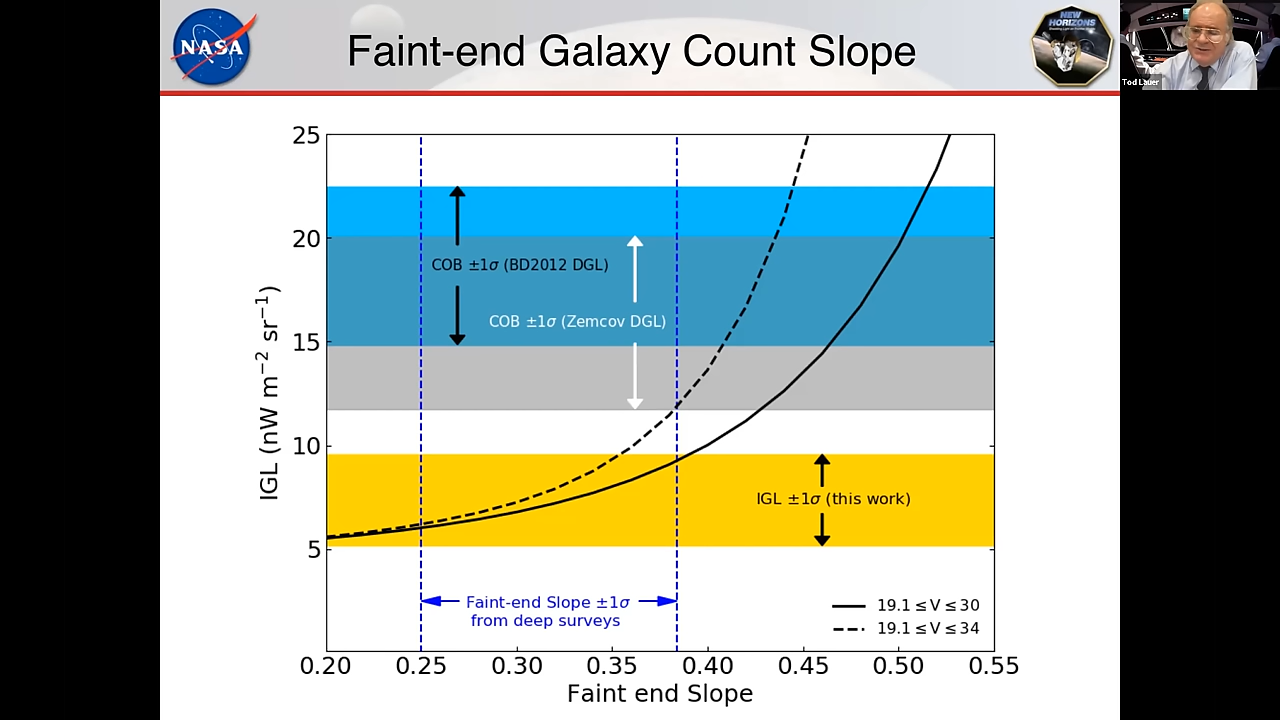 NASA
Faint-end Galaxy Count Slope
NEW
HORIZONS
Tod Lauer
25
20
15
10
5
IGL (nW m−2 sr−1)
COB ±1σ (BD2012 DGL)
COB ±1σ (Zemcov DGL)
IGL ±1σ (this work)
Faint-end Slope ±1σ
from deep surveys
19.1 ≤ V ≤ 30
19.1 ≤ V ≤ 34
0.20 0.25 0.30 0.35 0.40 0.45 0.50 0.55
Faint end Slope